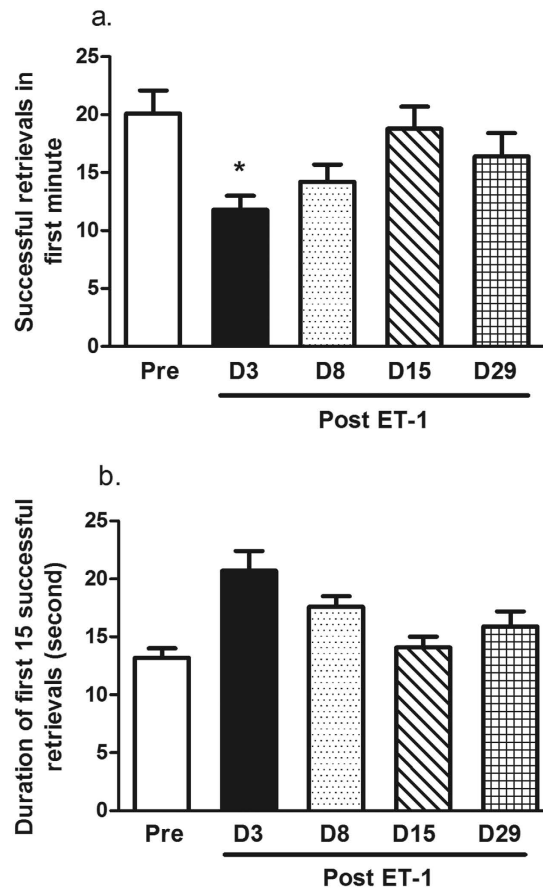 a.
Successful retrievals in
first minute
25
20
15
10
5
0
*
Pre D3 D8 D15 D29
Post ET-1
b.
Duration of first 15 successful
retrievals (second)
25
20
15
10
5
0
Pre D3 D8 D15 D29
Post ET-1